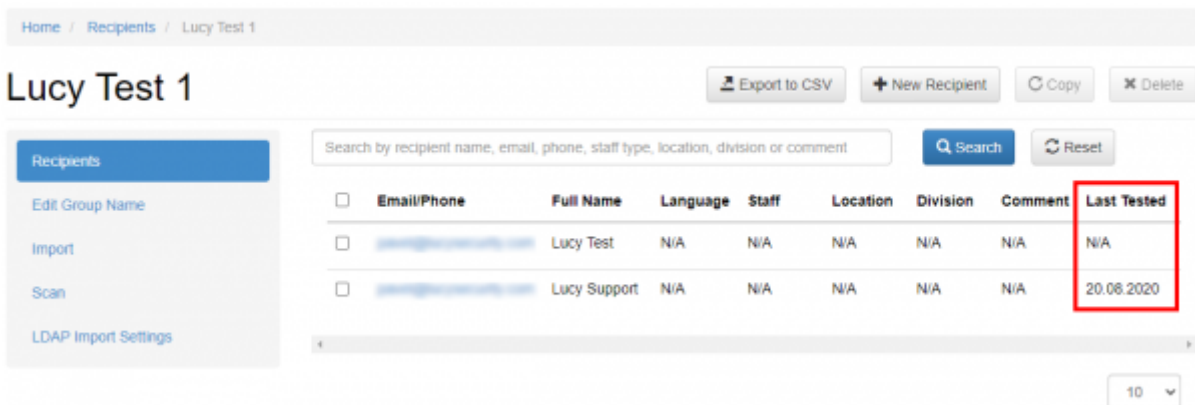 Home / Recipients / Lucy Test 1
Lucy Test 1
Export to CSV
New Recipient
Copy
Delete
Recipients
Edit Group Name
Import
Scan
LDAP Import Settings
Search by recipient name, email, phone, staff type, location, division or comment
Search
Reset
Email/Phone Full Name Language Staff Location Division Comment Last Tested
Lucy Test N/A N/A N/A N/A N/A N/A
Lucy Support N/A N/A N/A N/A N/A 20.08.2020
10